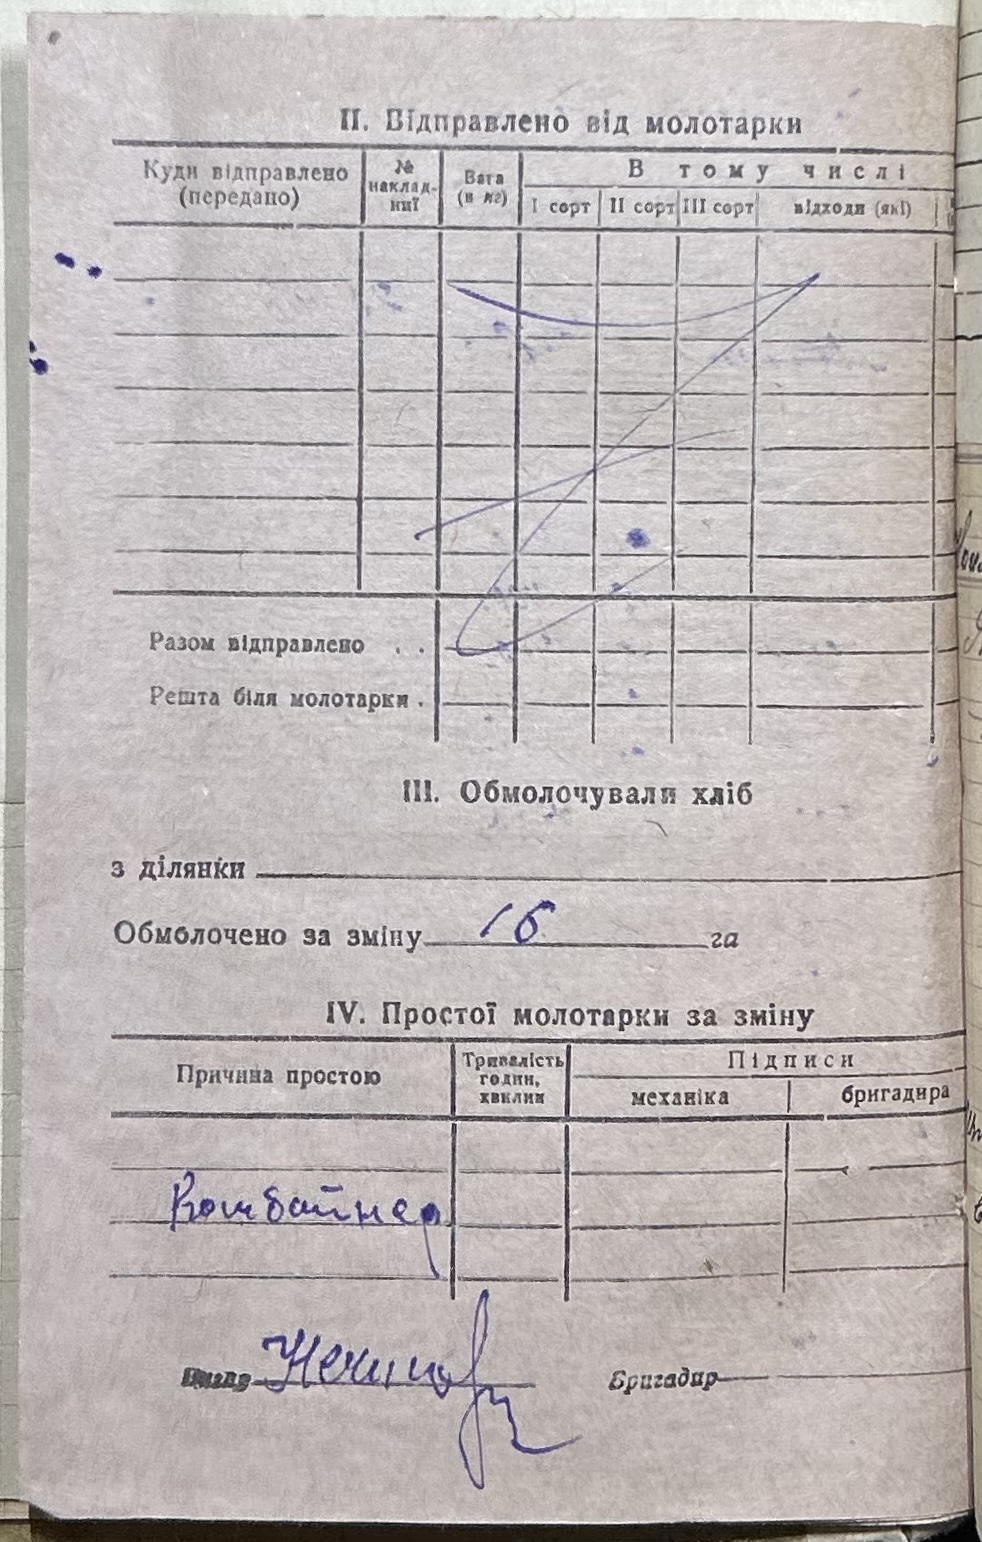 II. Відправлено від молотарки
Куди відправлено (передано)
№ накладної
Вага (в кг)
В тому числі
I сорт
II сорт
III сорт
відходи (які)
Разом відправлено . .
Решта біля молотарки .
III. Обмолочували хліб
з ділянки
Обмолочено за зміну 16 га
IV. Простої молотарки за зміну
Причина простою
Тривалість годин, хвилин
Підписи
механіка
бригадира
Комбайнер
Бригадир